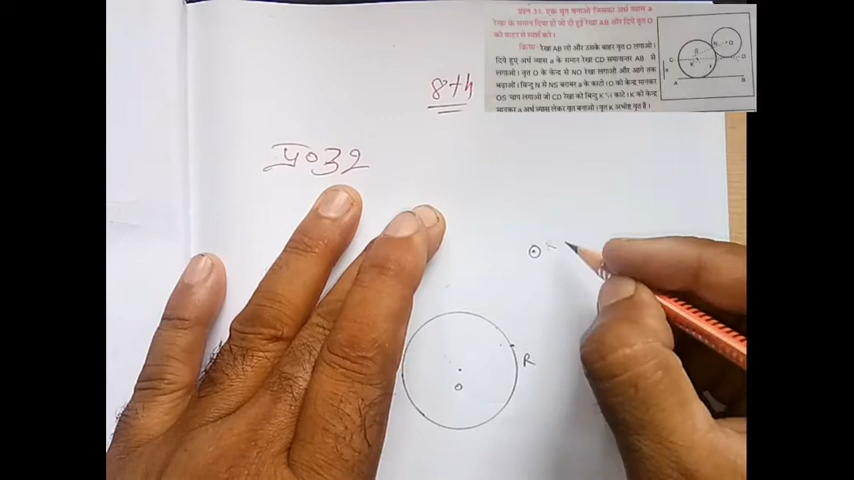 प्रश्न 31. एक वृत बनाओ जिसका अर्ध व्यास a
रेखा के समान दिया हो जो दी हुई रेखा AB और दिये वृत O
को बाहर से स्पर्श करे।
क्रिया- रेखा AB लो और उसके बाहर वृत O लगाओ।
दिये हुए अर्ध व्यास a के समान रेखा CD समानान्तर AB से
लगाओ। वृत O के केन्द से NO रेखा लगाओ और आगे तक
बढ़ाओ। बिन्दु N से NS बराबर a के काटो।O को केन्द्र मानकर
OS चाप लगाओ जो CD रेखा को बिन्दु K काटे। K को केन्द्र
मानकर a अर्ध व्यास लेकर वृत बनाओ। वृत K अभीष्ट वृत है।
8th
प्र०32
R
R
O